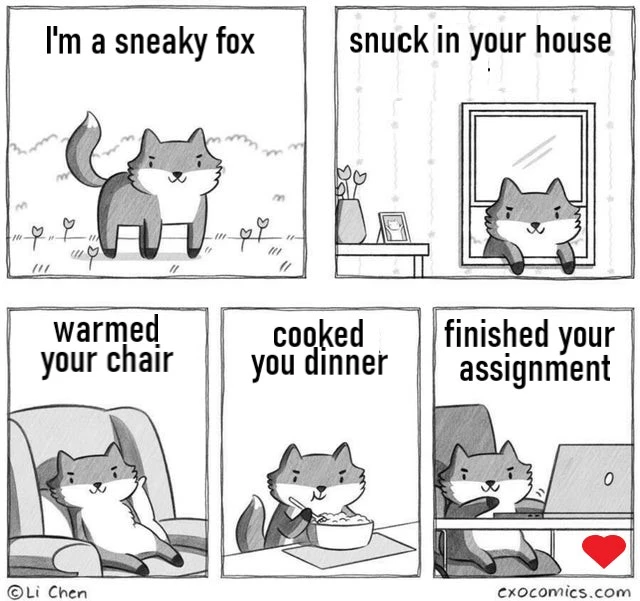 I'm a sneaky fox
snuck in your house
warmed
your chair
cooked
you dinner
finished your
assignment
©Li Chen
exocomics.com